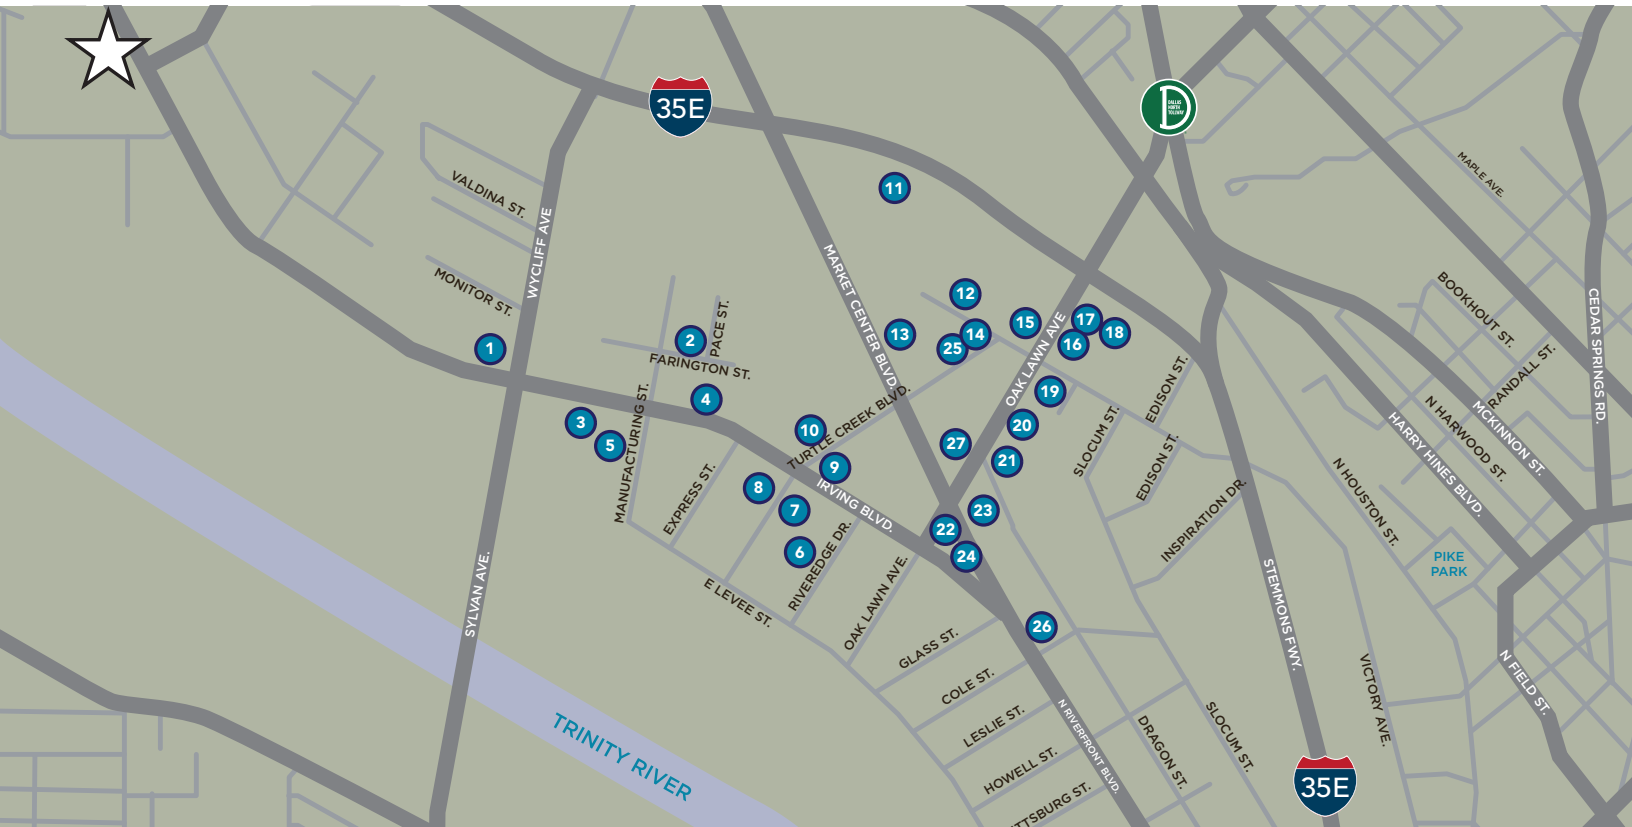 35E
DALLAS
NORTH
TOLLWAY
MAPLE AVE.
VALDINA ST.
11
WYCLIFF AVE
MARKET CENTER BLVD.
MONITOR ST.
12
BOOKHOUT ST.
CEDAR SPRINGS RD.
PACE ST.
13
14
15
17
18
16
25
1
2
FARINGTON ST.
OAK LAWN AVE
EDISON ST.
RANDALL ST.
MANUFACTURING ST.
4
TURTLE CREEK BLVD.
19
N HARWOOD ST.
MCKINNON ST.
HARRY HINES BLVD.
3
5
10
27
20
SLOCUM ST.
EDISON ST.
9
21
N HOUSTON ST.
EXPRESS ST.
8
7
IRVING BLVD.
23
22
INSPIRATION DR.
6
RIVEREDGE DR.
24
PIKE
PARK
SYLVAN AVE.
E LEVEE ST.
OAK LAWN AVE.
STEMMONS FWY.
26
GLASS ST.
COLE ST.
N FIELD ST.
VICTORY AVE.
TRINITY RIVER
LESLIE ST.
N RIVERFRONT BLVD.
DRAGON ST.
SLOCUM ST.
HOWELL ST.
35E
ITTSBURG ST.